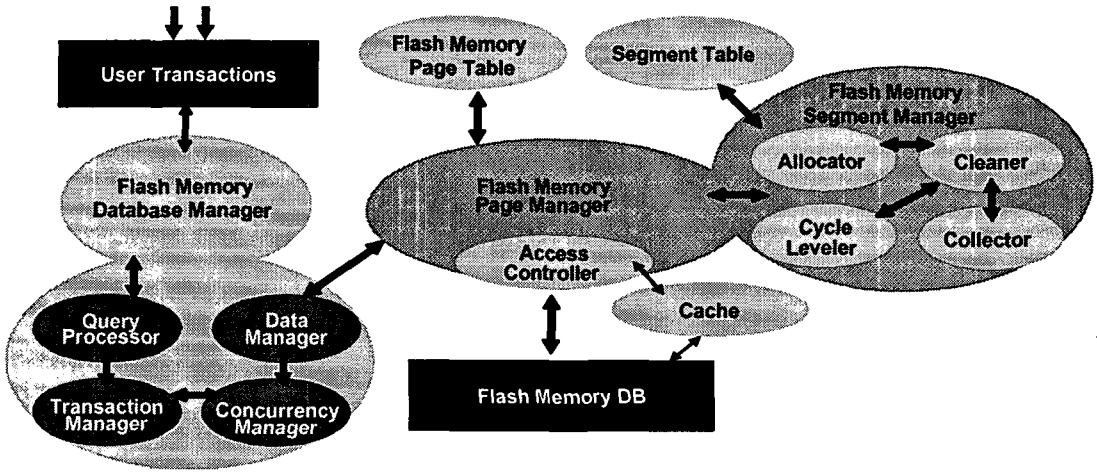 User Transactions
Flash Memory
Database Manager
Query
Processor
Data
Manager
Transaction
Manager
Concurrency
Manager
Flash Memory
Page Table
Flash Memory
Page Manager
Access
Controller
Cache
Flash Memory DB
Segment Table
Flash Memory
Segment Manager
Allocator
Cleaner
Cycle
Leveler
Collector